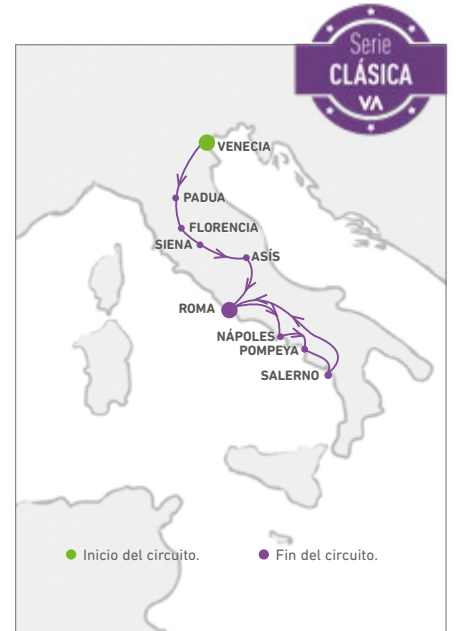 Serie
CLÁSICA
VA
VENECIA
PADUA
FLORENCIA
SIENA
ASÍS
ROMA
NÁPOLES
POMPEYA
SALERNO
Inicio del circuito.
Fin del circuito.